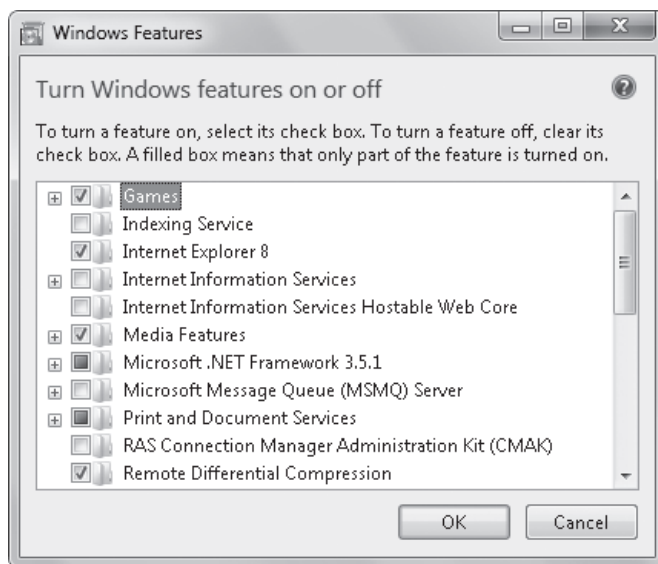 Windows Features
Turn Windows features on or off
To turn a feature on, select its check box. To turn a feature off, clear its
check box. A filled box means that only part of the feature is turned on.
Games
Indexing Service
Internet Explorer 8
Internet Information Services
Internet Information Services Hostable Web Core
Media Features
Microsoft .NET Framework 3.5.1
Microsoft Message Queue (MSMQ) Server
Print and Document Services
RAS Connection Manager Administration Kit (CMAK)
Remote Differential Compression
OK Cancel